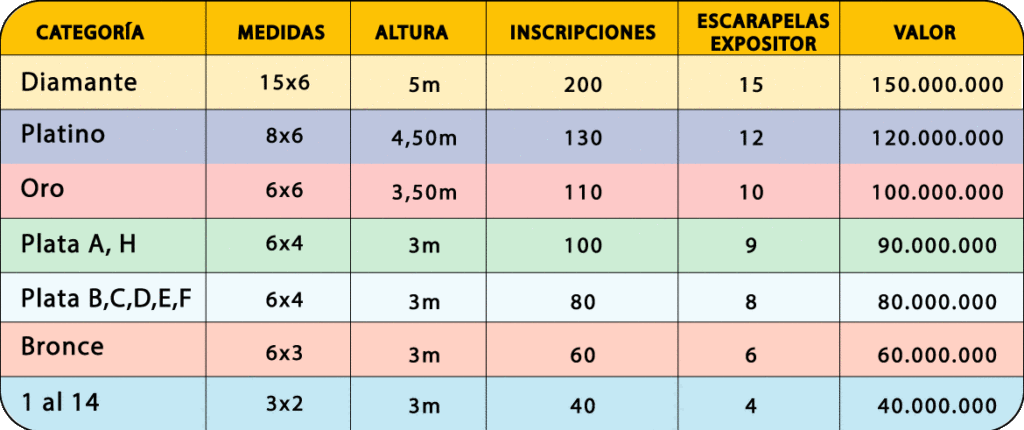 CATEGORÍA MEDIDAS ALTURA INSCRIPCIONES ESCARAPELAS EXPOSITOR VALOR
Diamante 15x6 5m 200 15 150.000.000
Platino 8x6 4,50m 130 12 120.000.000
Oro 6x6 3,50m 110 10 100.000.000
Plata A, H 6x4 3m 100 9 90.000.000
Plata B,C,D,E,F 6x4 3m 80 8 80.000.000
Bronce 6x3 3m 60 6 60.000.000
1 al 14 3x2 3m 40 4 40.000.000